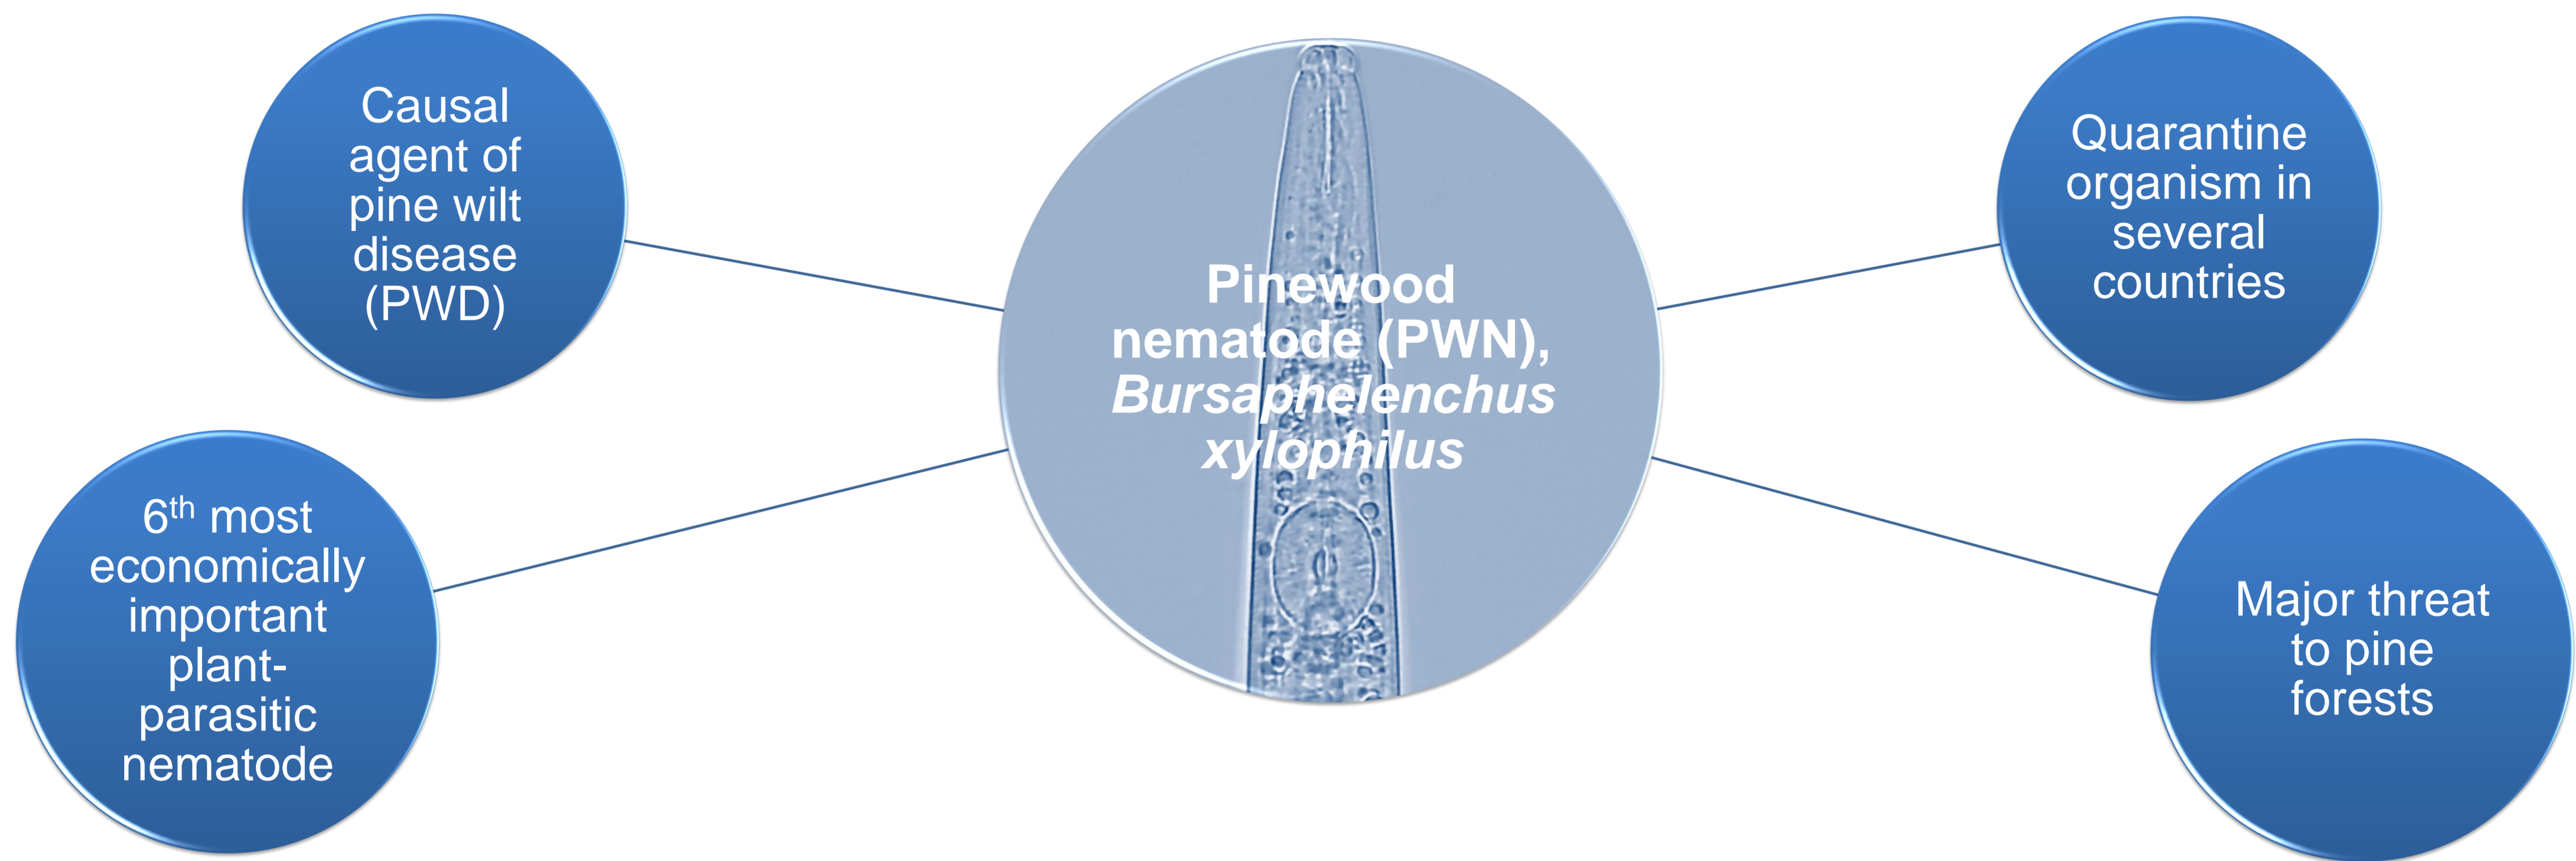 Causal
agent of
pine wilt
disease
(PWD)
6th most
economically
important
plant-
parasitic
nematode
Pinewood
nematode (PWN),
Bursaphelenchus
xylophilus
Quarantine
organism in
several
countries
Major threat
to pine
forests